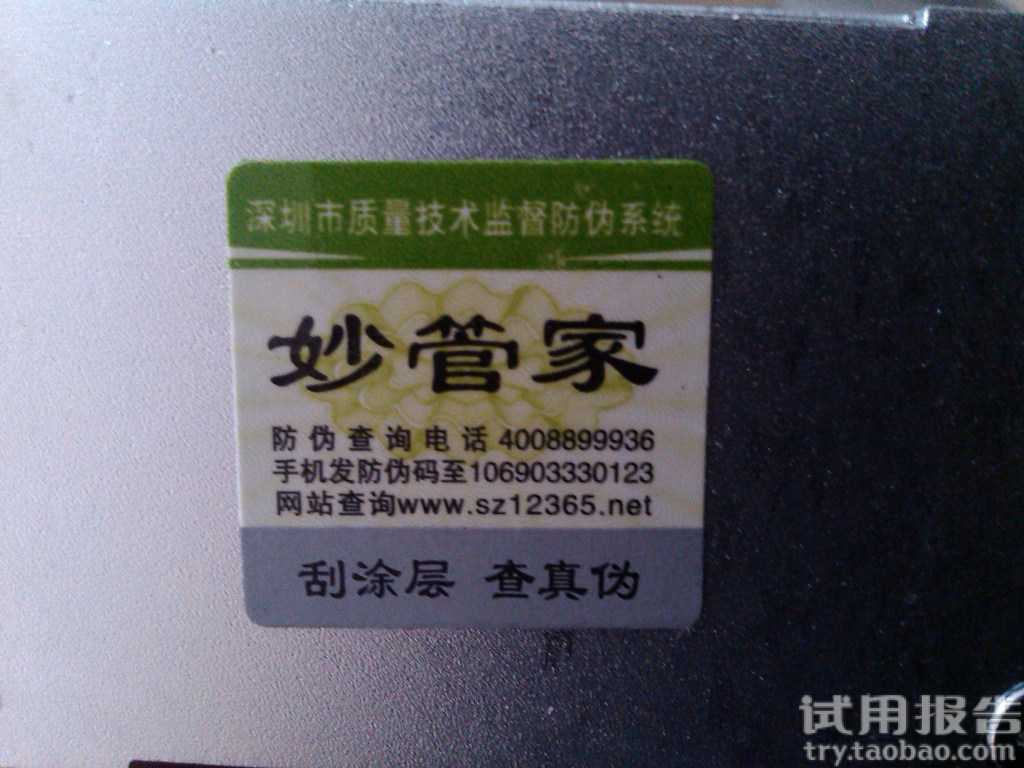 深圳市质量技术监督防伪系统
妙管家
防伪查询电话 4008899936
手机发防伪码至106903330123
网站查询www.sz12365.net
刮涂层 查真伪
试用报告
try.taobao.com